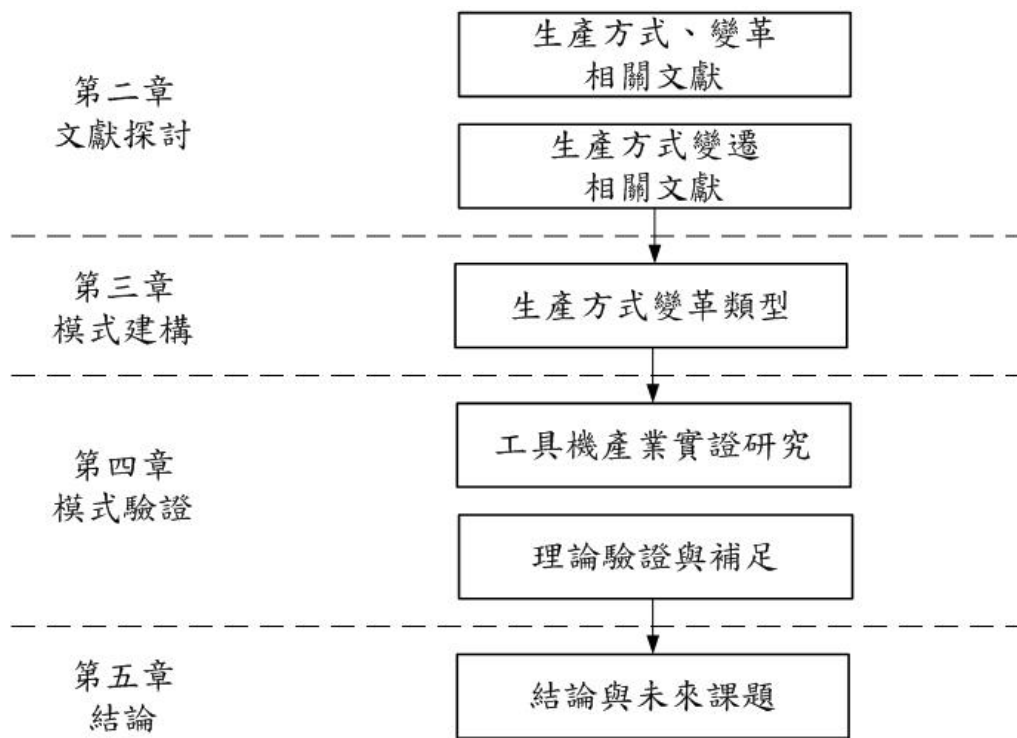 生產方式、變革
相關文獻
第二章
文獻探討
生產方式變遷
相關文獻
第三章
模式建構
生產方式變革類型
工具機產業實證研究
第四章
模式驗證
理論驗證與補足
第五章
結論
結論與未來課題